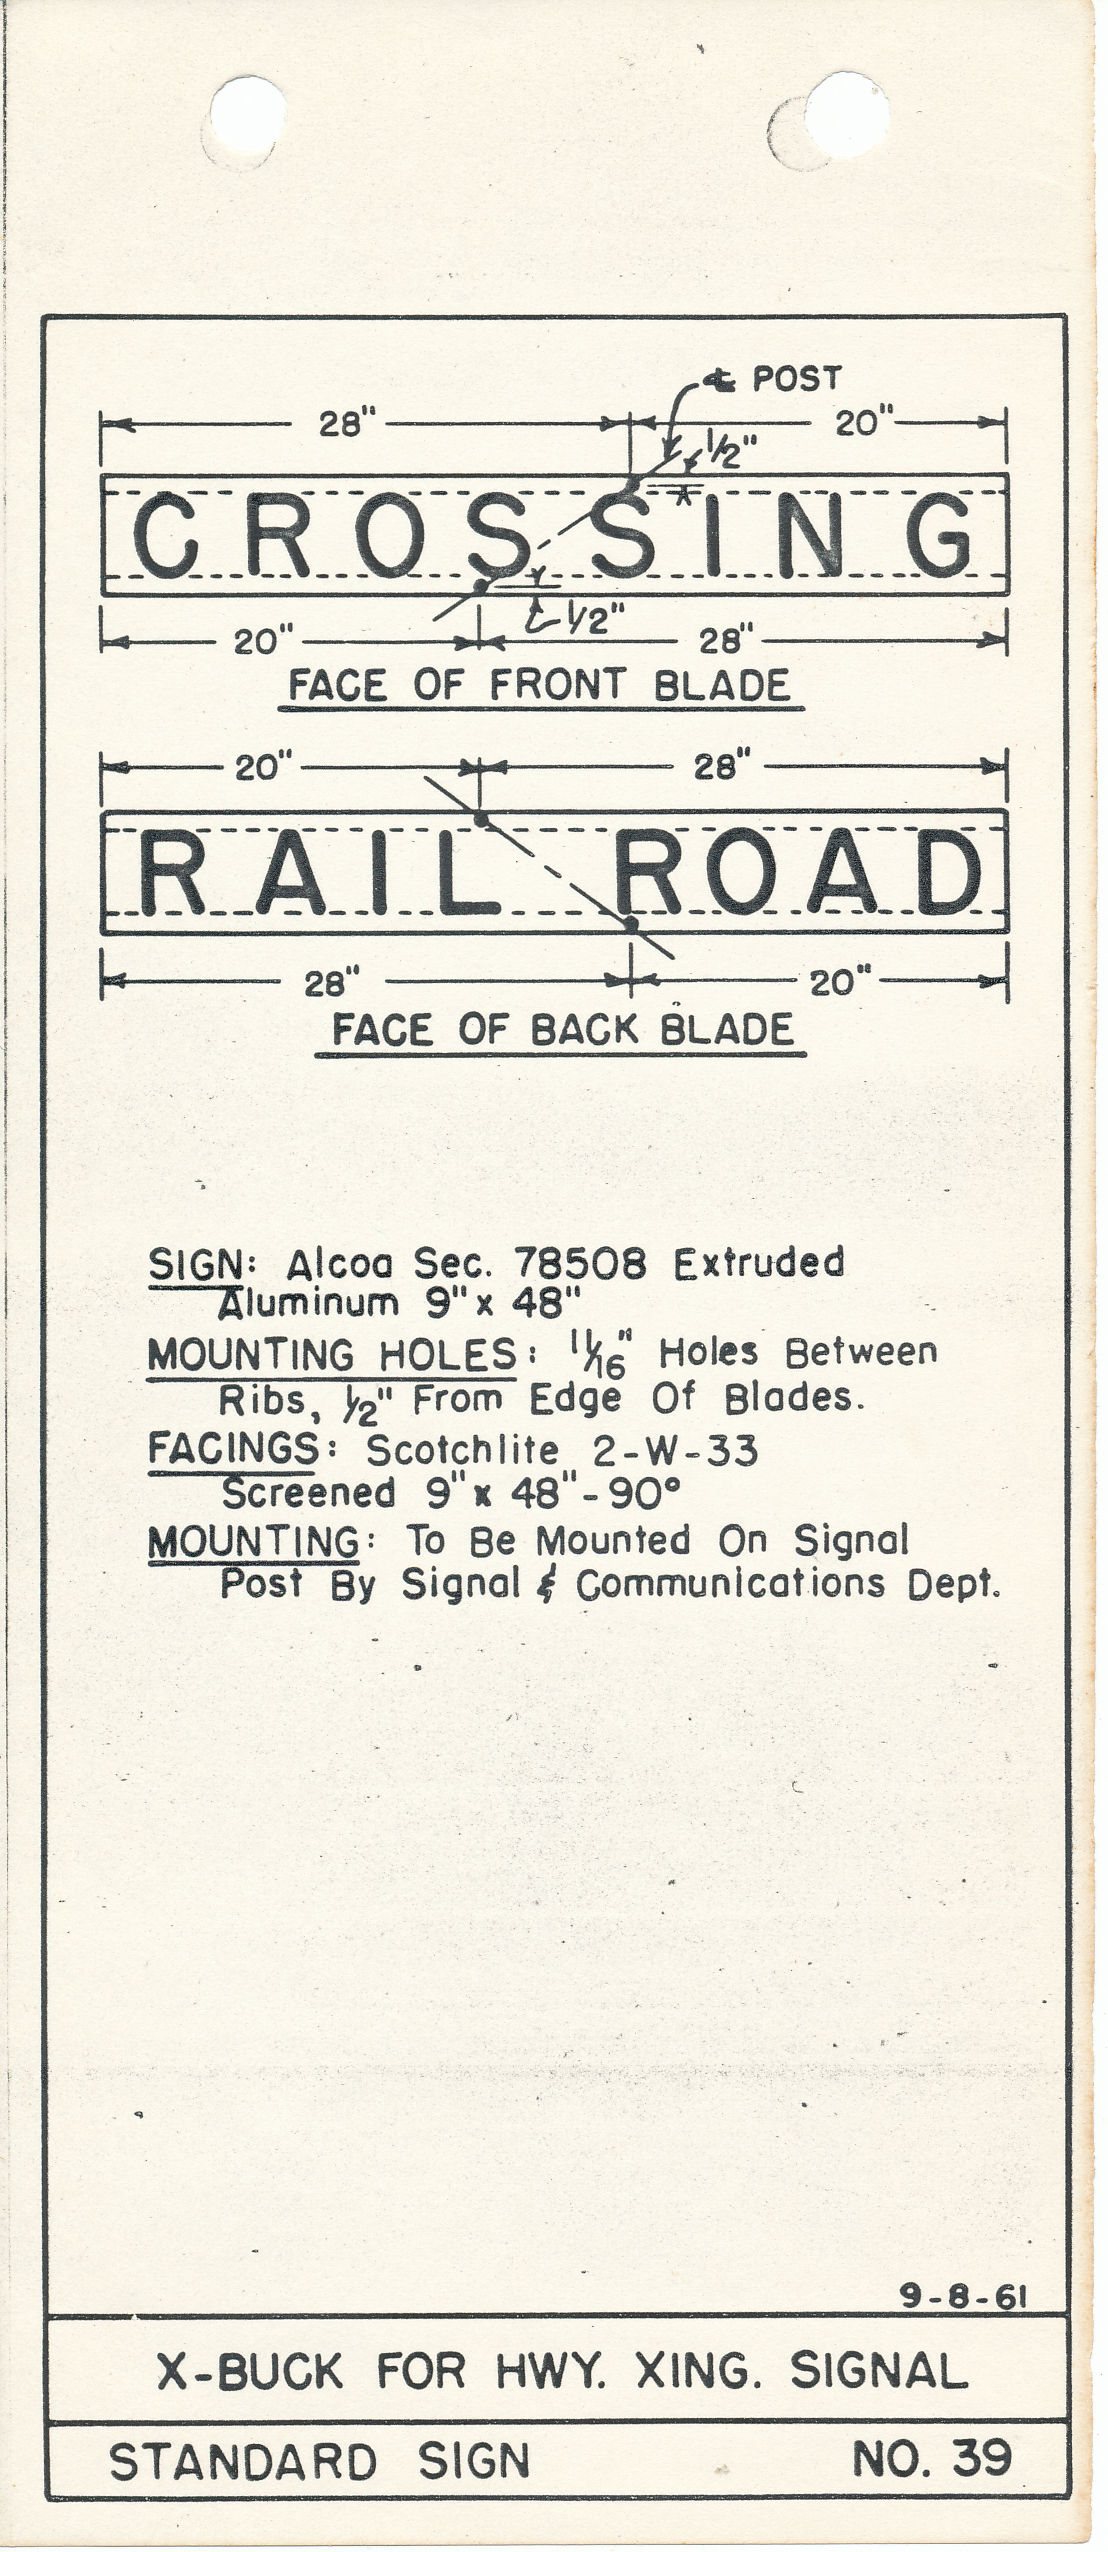 ℄ POST
28" 20"
1/2"
CROSSING
1/2"
20" 28"
FACE OF FRONT BLADE
20" 28"
RAIL ROAD
28" 20"
FACE OF BACK BLADE
SIGN: Alcoa Sec. 78508 Extruded
Aluminum 9" x 48"
MOUNTING HOLES: 11/16" Holes Between
Ribs, 1/2" From Edge Of Blades.
FACINGS: Scotchlite 2-W-33
Screened 9" x 48" - 90°
MOUNTING: To Be Mounted On Signal
Post By Signal & Communications Dept.
9-8-61
X-BUCK FOR HWY. XING. SIGNAL
STANDARD SIGN NO. 39